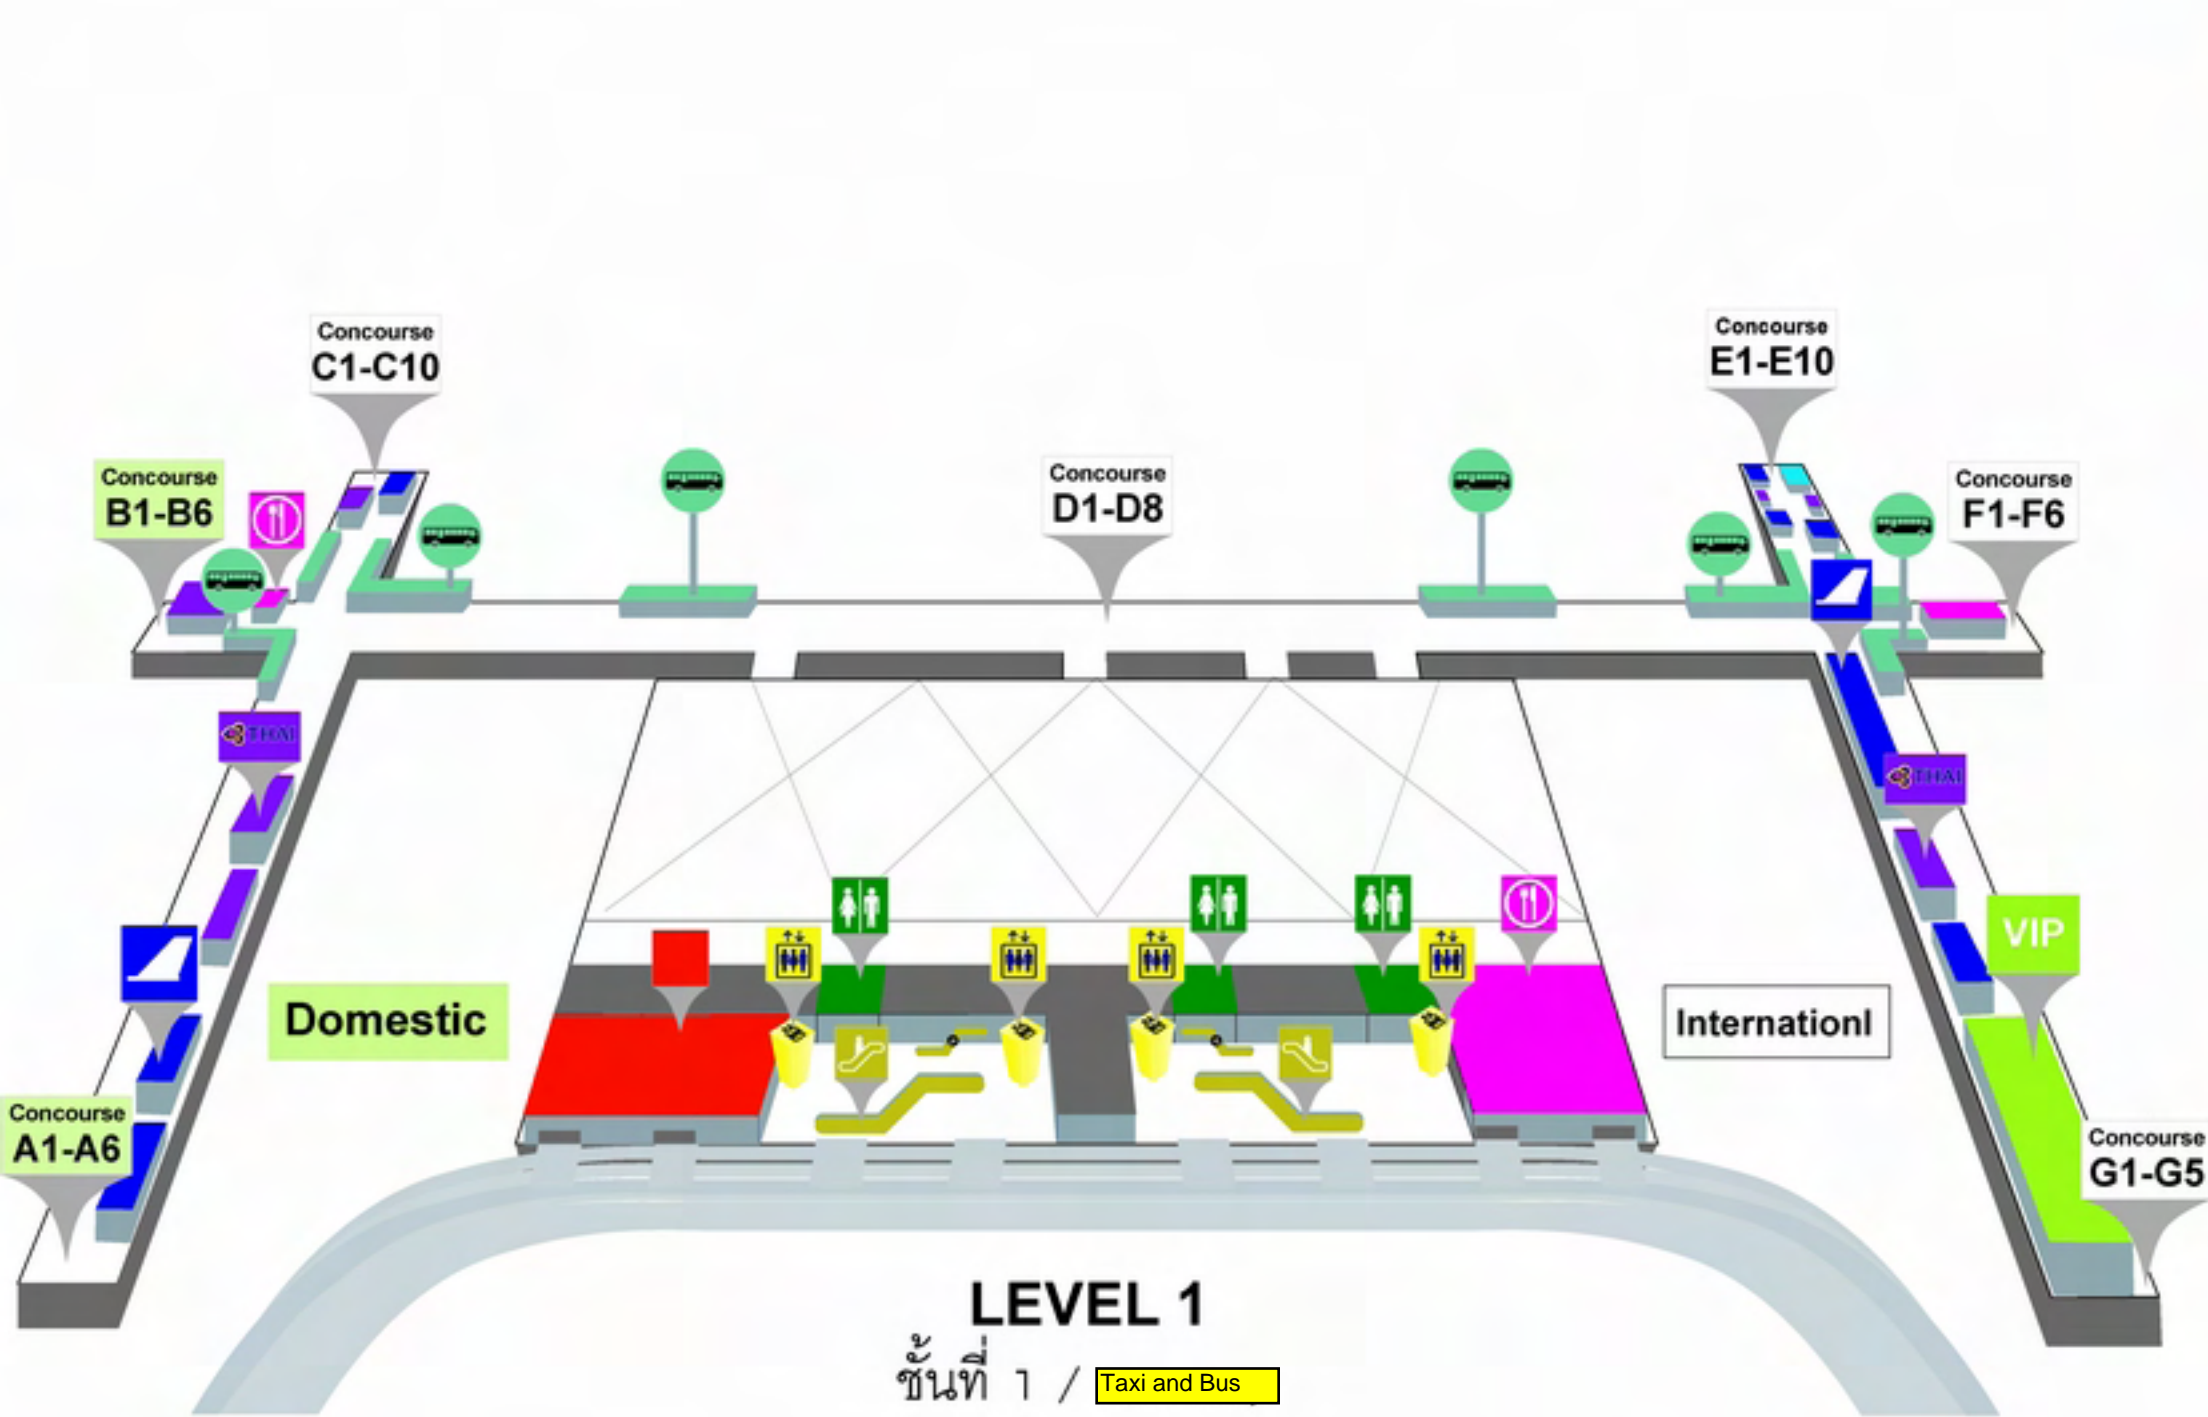 Concourse
C1-C10
Concourse
E1-E10
Concourse
B1-B6
Concourse
D1-D8
Concourse
F1-F6
THAI
THAI
VIP
Domestic
Internationl
Concourse
A1-A6
Concourse
G1-G5
LEVEL 1
ชั้นที่ 1 / Taxi and Bus